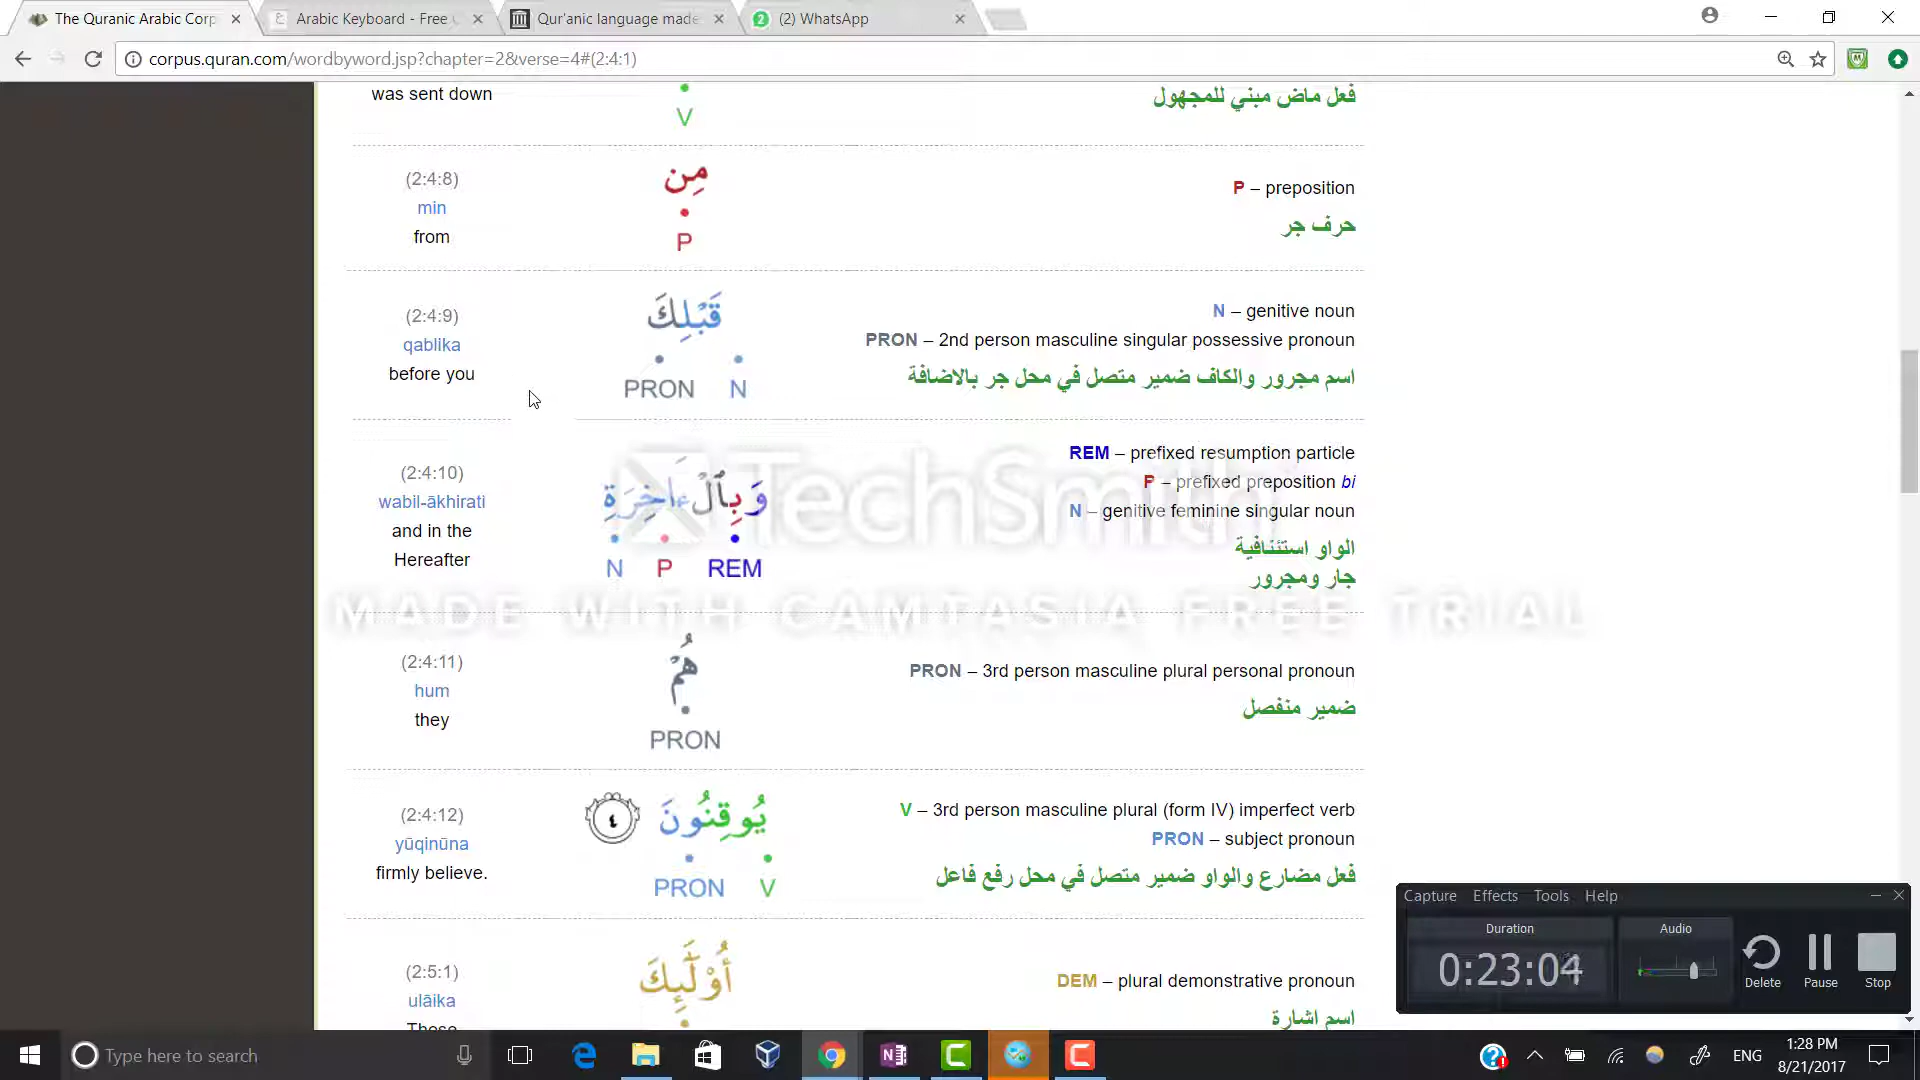 The Quranic Arabic Corp
Arabic Keyboard - Free
Qur'anic language made
(2) WhatsApp
corpus.quran.com/wordbyword.jsp?chapter=2&verse=4#(2:4:1)
was sent down
V
فعل ماض مبني للمجهول
(2:4:8)
min
from
مِن
P
P – preposition
حرف جر
(2:4:9)
qablika
before you
قَبْلِكَ
PRON N
N – genitive noun
PRON – 2nd person masculine singular possessive pronoun
اسم مجرور والكاف ضمير متصل في محل جر بالاضافة
(2:4:10)
wabil-ākhirati
and in the
Hereafter
وَبِٱلْءَاخِرَةِ
N P REM
REM – prefixed resumption particle
P – prefixed preposition bi
N – genitive feminine singular noun
الواو استئنافية
جار ومجرور
TechSmith
MADE WITH CAMTASIA FREE TRIAL
(2:4:11)
hum
they
هُمْ
PRON
PRON – 3rd person masculine plural personal pronoun
ضمير منفصل
(2:4:12)
yūqinūna
firmly believe.
يُوقِنُونَ ٤
PRON V
V – 3rd person masculine plural (form IV) imperfect verb
PRON – subject pronoun
فعل مضارع والواو ضمير متصل في محل رفع فاعل
(2:5:1)
ulāika
These
أُو۟لَٰٓئِكَ
DEM – plural demonstrative pronoun
اسم اشارة
Capture Effects Tools Help
Duration
0:23:04
Audio
Delete Pause Stop
Type here to search
ENG
1:28 PM
8/21/2017